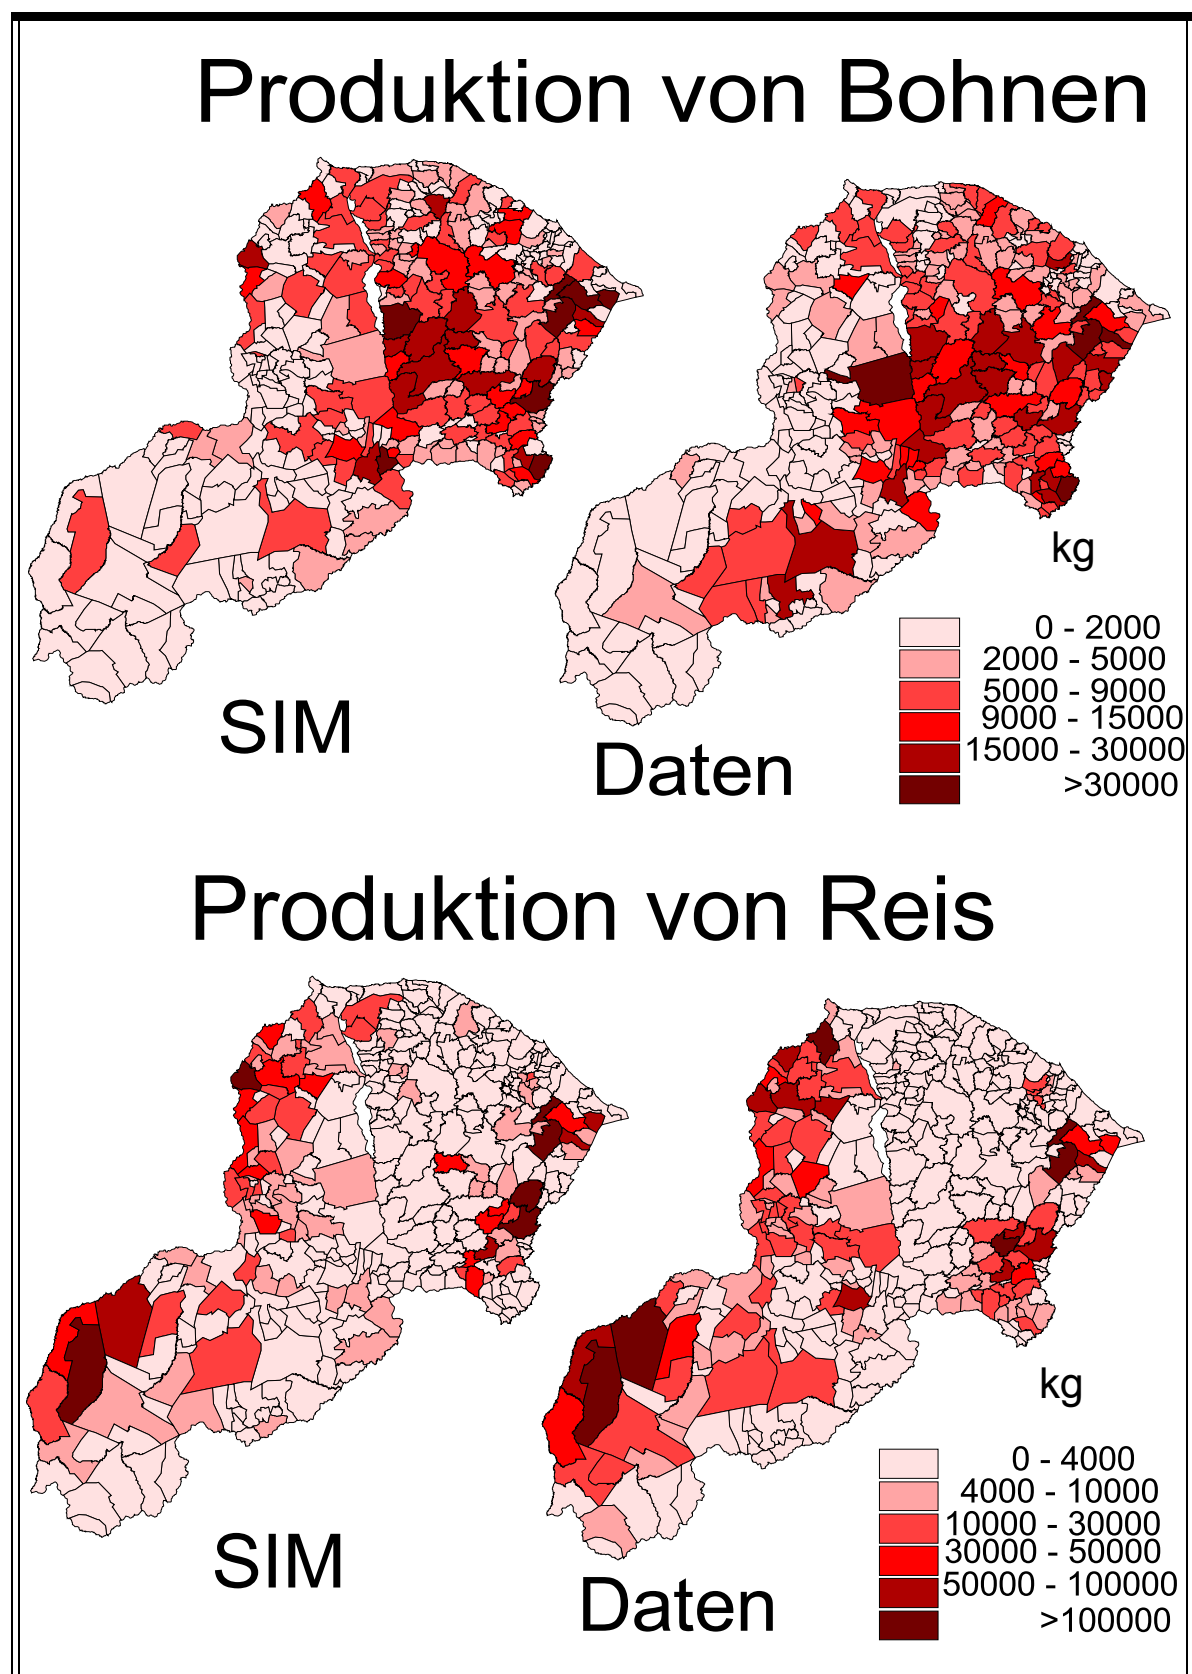 Produktion von Bohnen
SIM
Daten
kg
0 - 2000
2000 - 5000
5000 - 9000
9000 - 15000
15000 - 30000
>30000
Produktion von Reis
SIM
Daten
kg
0 - 4000
4000 - 10000
10000 - 30000
30000 - 50000
50000 - 100000
>100000